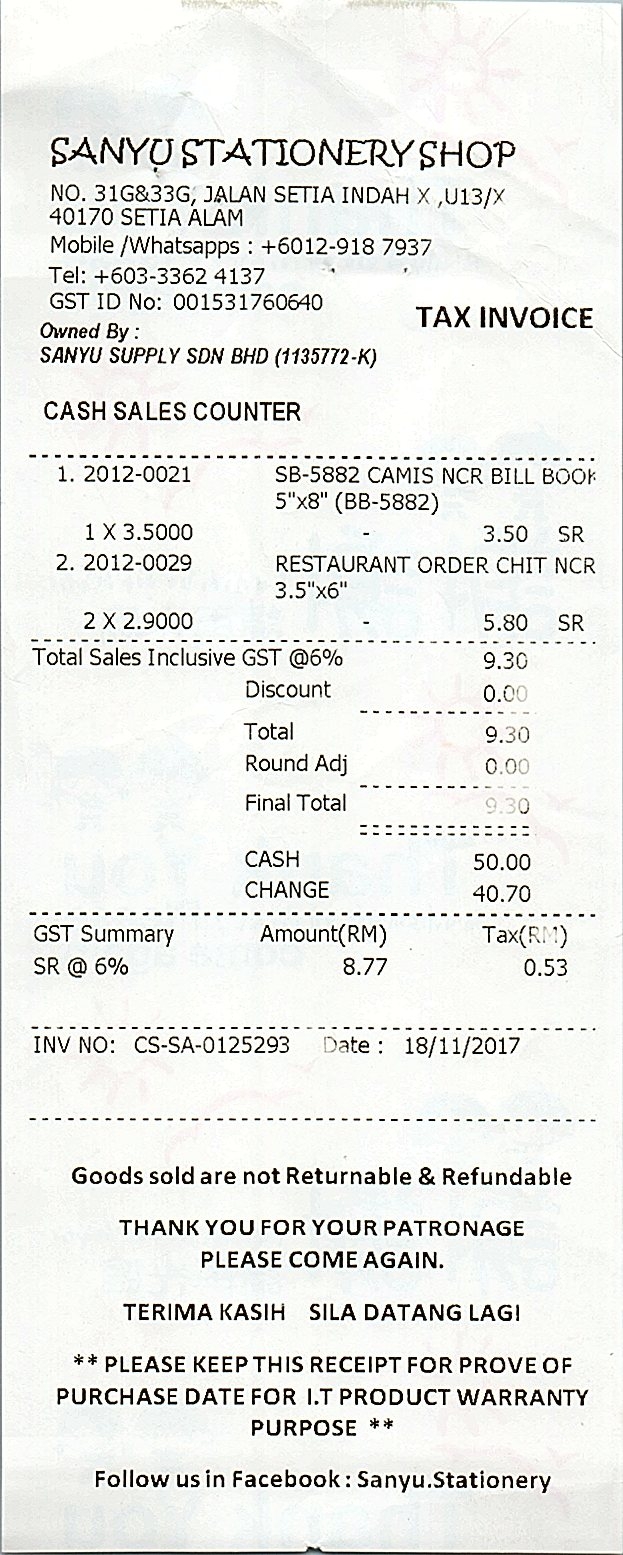 SANYU STATIONERY SHOP
NO. 31G&33G, JALAN SETIA INDAH X ,U13/X
40170 SETIA ALAM
Mobile /Whatsapps : +6012-918 7937
Tel: +603-3362 4137
GST ID No: 001531760640
TAX INVOICE
Owned By :
SANYU SUPPLY SDN BHD (1135772-K)
CASH SALES COUNTER
1. 2012-0021 SB-5882 CAMIS NCR BILL BOOK
5"x8" (BB-5882)
1 X 3.5000 - 3.50 SR
2. 2012-0029 RESTAURANT ORDER CHIT NCR
3.5"x6"
2 X 2.9000 - 5.80 SR
Total Sales Inclusive GST @6% 9.30
Discount 0.00
Total 9.30
Round Adj 0.00
Final Total 9.30
CASH 50.00
CHANGE 40.70
GST Summary Amount(RM) Tax(RM)
SR @ 6% 8.77 0.53
INV NO: CS-SA-0125293 Date : 18/11/2017
Goods sold are not Returnable & Refundable
THANK YOU FOR YOUR PATRONAGE
PLEASE COME AGAIN.
TERIMA KASIH SILA DATANG LAGI
** PLEASE KEEP THIS RECEIPT FOR PROVE OF
PURCHASE DATE FOR I.T PRODUCT WARRANTY
PURPOSE **
Follow us in Facebook : Sanyu.Stationery